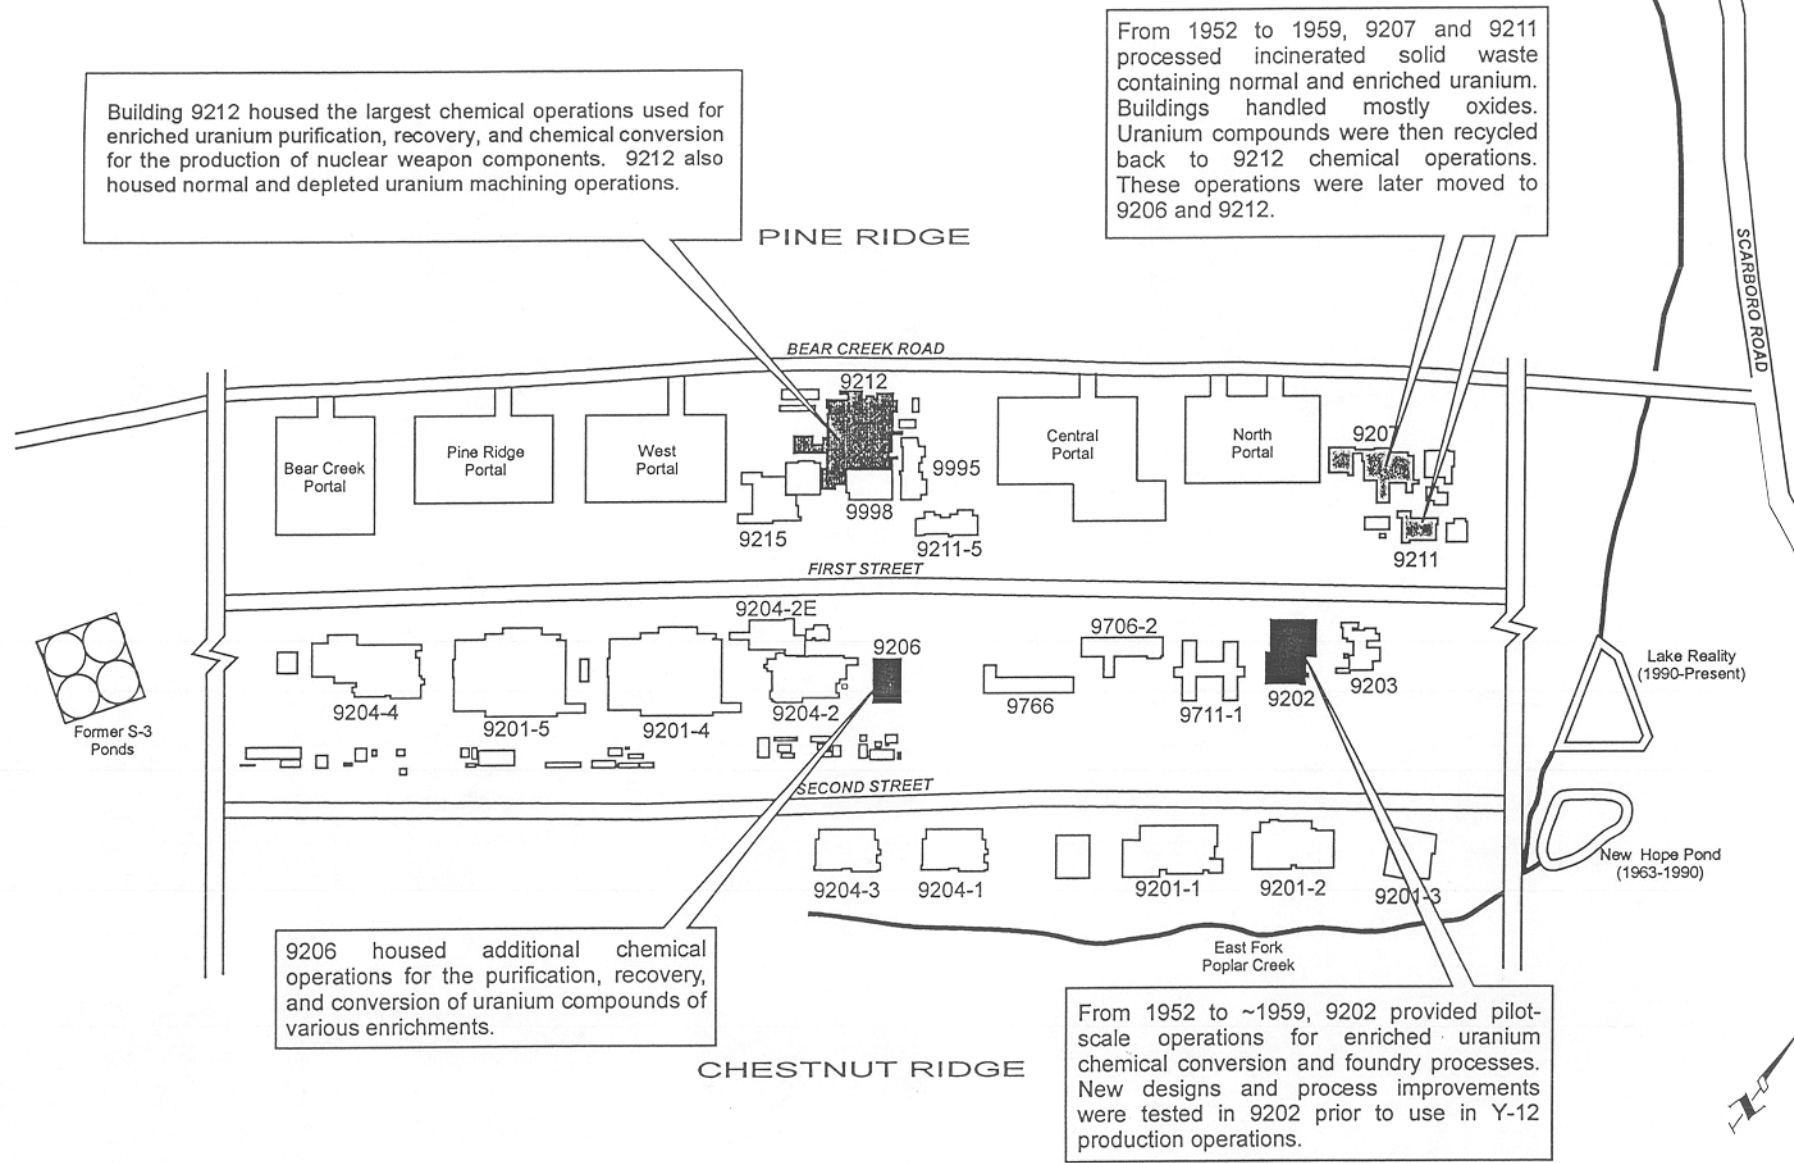 From 1952 to 1959, 9207 and 9211
processed incinerated solid waste
containing normal and enriched uranium.
Buildings handled mostly oxides.
Uranium compounds were then recycled
back to 9212 chemical operations.
These operations were later moved to
9206 and 9212.
Building 9212 housed the largest chemical operations used for
enriched uranium purification, recovery, and chemical conversion
for the production of nuclear weapon components. 9212 also
housed normal and depleted uranium machining operations.
PINE RIDGE
SCARBORO ROAD
BEAR CREEK ROAD
9212
Bear Creek
Portal
Pine Ridge
Portal
West
Portal
9995
9998
9215
9211-5
Central
Portal
North
Portal
9207
9211
FIRST STREET
9204-2E
9206
9706-2
9204-4
9201-5
9201-4
9204-2
9766
9711-1
9202
9203
Former S-3
Ponds
Lake Reality
(1990-Present)
SECOND STREET
9204-3
9204-1
9201-1
9201-2
9201-3
New Hope Pond
(1963-1990)
East Fork
Poplar Creek
9206 housed additional chemical
operations for the purification, recovery,
and conversion of uranium compounds of
various enrichments.
CHESTNUT RIDGE
From 1952 to ~1959, 9202 provided pilot-
scale operations for enriched uranium
chemical conversion and foundry processes.
New designs and process improvements
were tested in 9202 prior to use in Y-12
production operations.
N